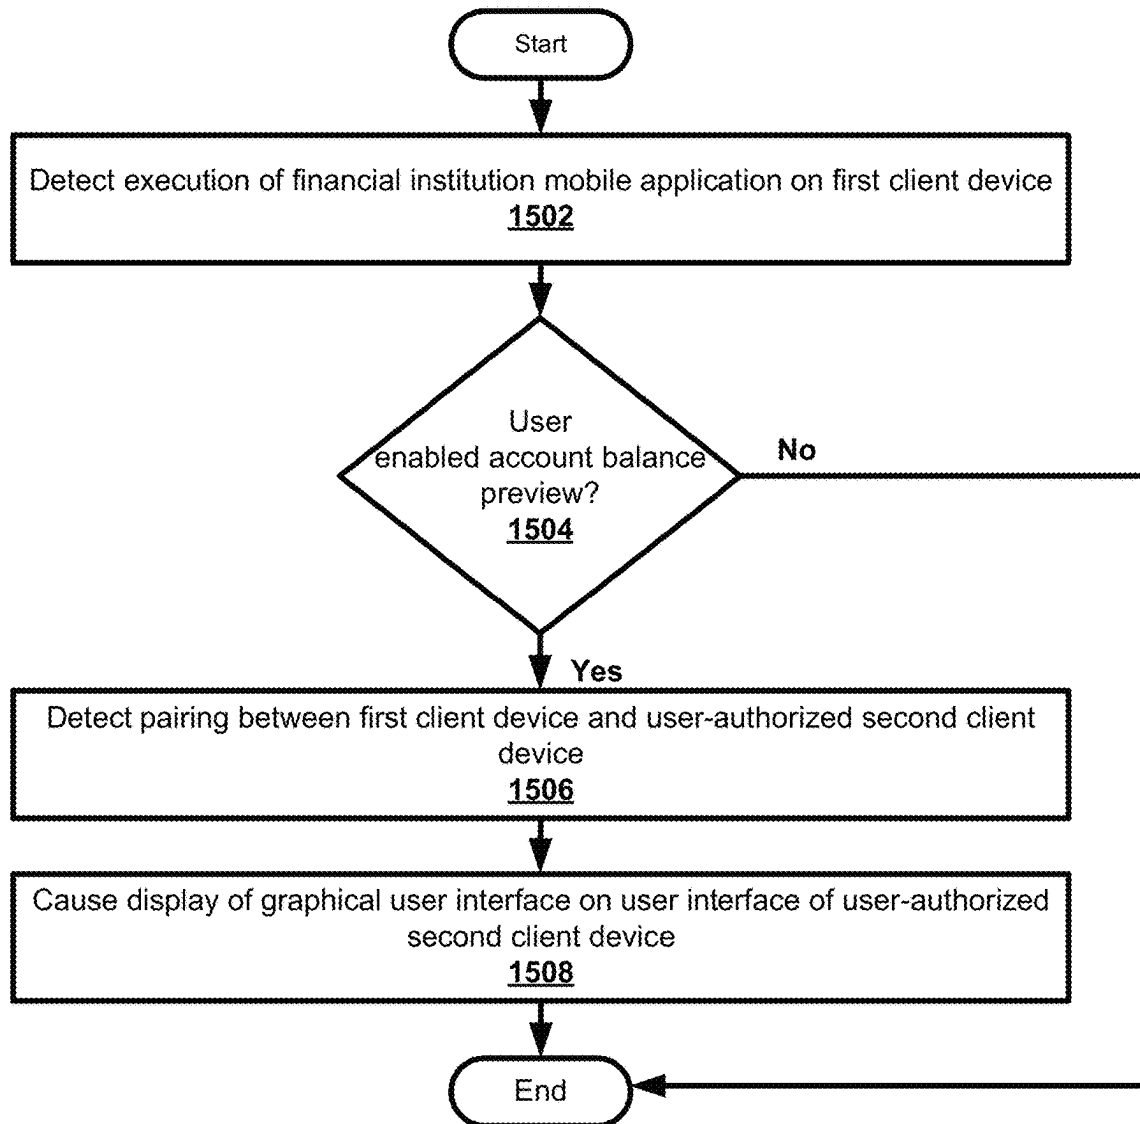 Start
Detect execution of financial institution mobile application on first client device
1502
User
enabled account balance
preview?
1504
No
Yes
Detect pairing between first client device and user-authorized second client
device
1506
Cause display of graphical user interface on user interface of user-authorized
second client device
1508
End